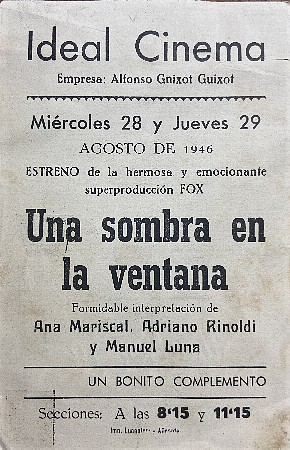 Ideal Cinema
Empresa: Alfonso Gnixot Guixot
Miércoles 28 y Jueves 29
AGOSTO DE 1946
ESTRENO de la hermosa y emocionante
superproducción FOX
Una sombra en
la ventana
Formidable interpretación de
Ana Mariscal, Adriano Rinoldi
y Manuel Luna
UN BONITO COMPLEMENTO
Secciones: A las 8'15 y 11'15
Imp.